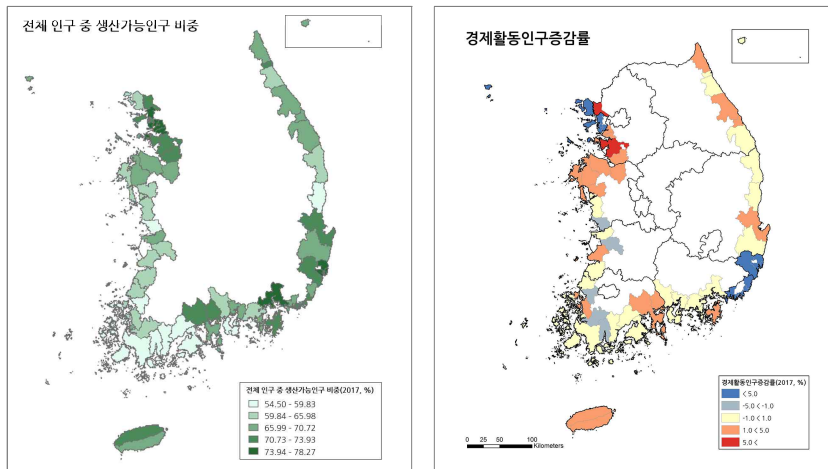 전체 인구 중 생산가능인구 비중
전체 인구 중 생산가능인구 비중(2017, %)
54.50 - 59.83
59.84 - 65.98
65.99 - 70.72
70.73 - 73.93
73.94 - 78.27
경제활동인구증감률
경제활동인구증감률(2017, %)
< 5.0
-5.0 < -1.0
-1.0 < 1.0
1.0 < 5.0
5.0 <
0 25 50 100
Kilometers